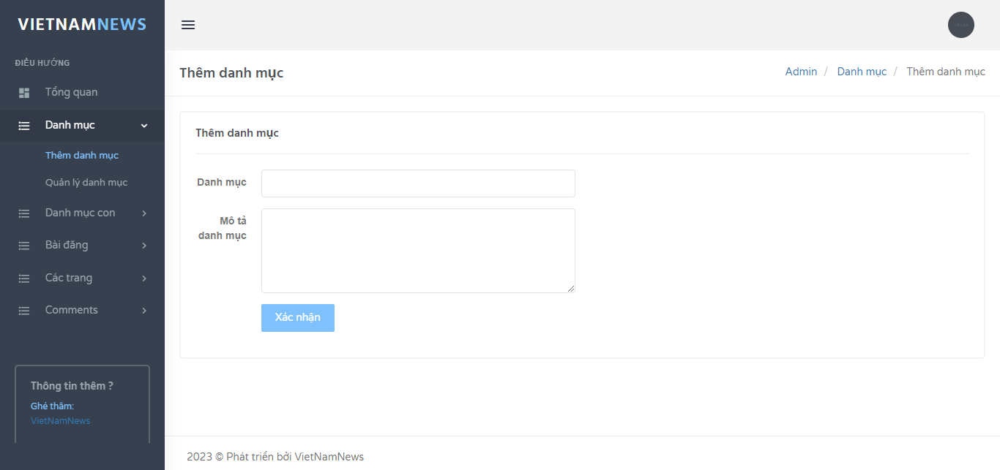 VIETNAMNEWS
ĐIỀU HƯỚNG
Tổng quan
Danh mục
Thêm danh mục
Quản lý danh mục
Danh mục con
Bài đăng
Các trang
Comments
Thông tin thêm ?
Ghé thăm:
VietNamNews
Thêm danh mục
Admin / Danh mục / Thêm danh mục
Thêm danh mục
Danh mục
Mô tả
danh mục
Xác nhận
2023 © Phát triển bởi VietNamNews